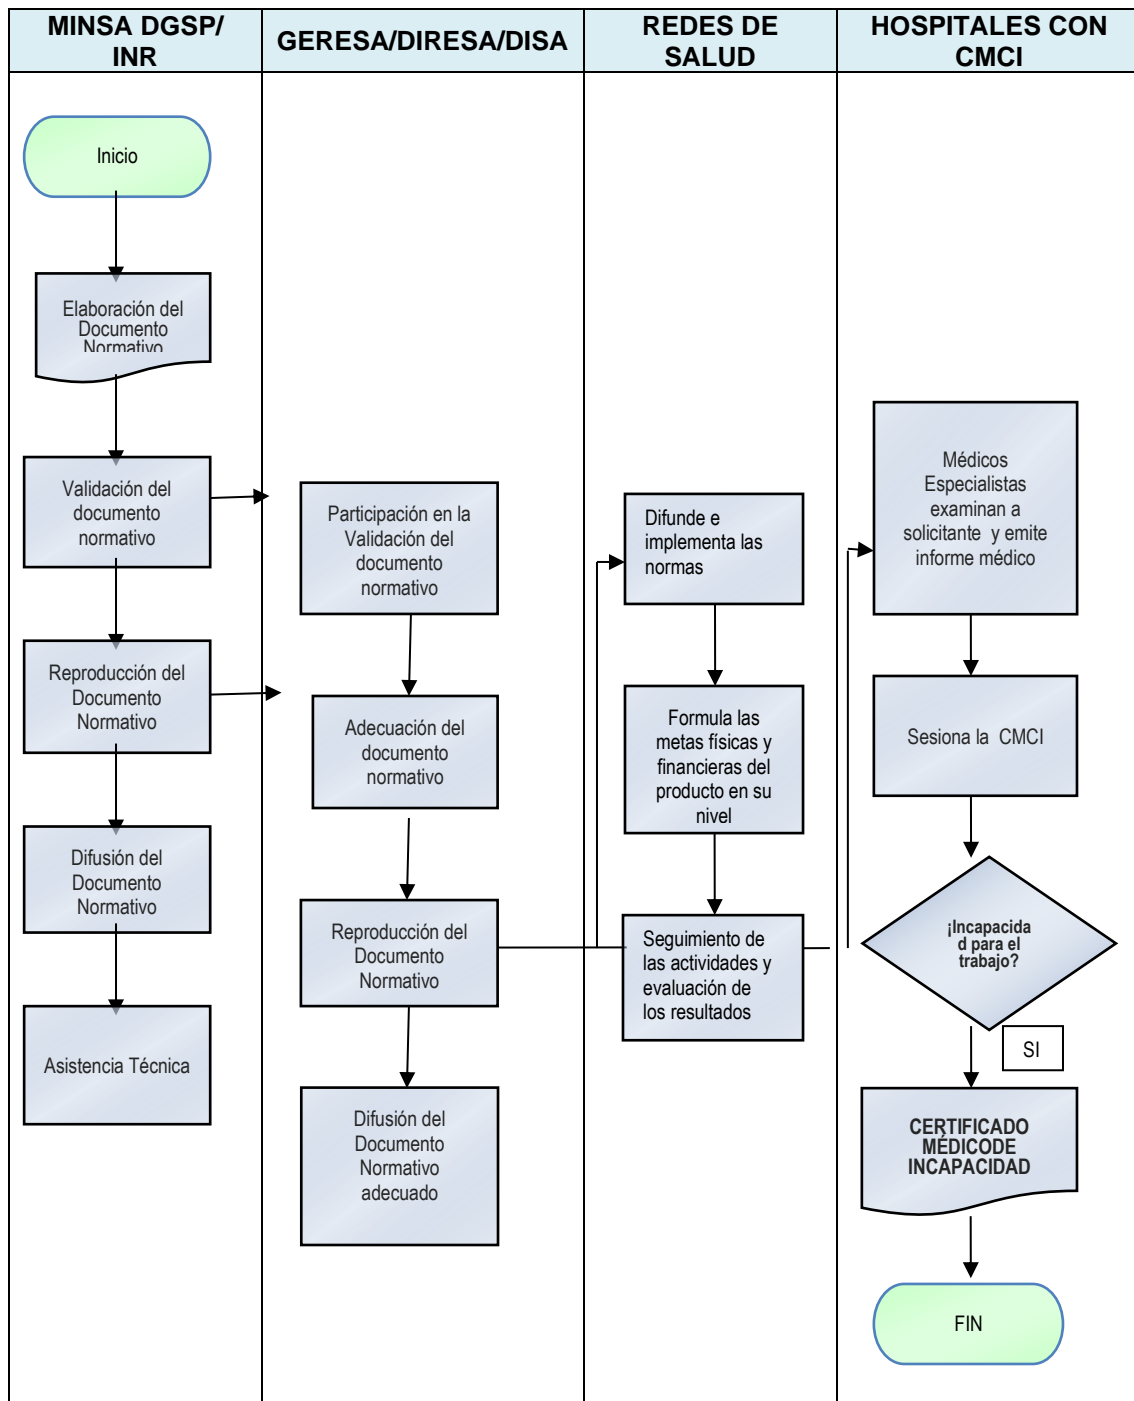 MINSA DGSP/
INR
GERESA/DIRESA/DISA
REDES DE
SALUD
HOSPITALES CON
CMCI
Inicio
Elaboración del
Documento
Normativo
Validación del
documento
normativo
Reproducción del
Documento
Normativo
Difusión del
Documento
Normativo
Asistencia Técnica
Participación en la
Validación del
documento
normativo
Adecuación del
documento
normativo
Reproducción del
Documento
Normativo
Difusión del
Documento
Normativo
adecuado
Difunde e
implementa las
normas
Formula las
metas físicas y
financieras del
producto en su
nivel
Seguimiento de
las actividades y
evaluación de
los resultados
Médicos
Especialistas
examinan a
solicitante y emite
informe médico
Sesiona la CMCI
¡Incapacida
d para el
trabajo?
SI
CERTIFICADO
MÉDICODE
INCAPACIDAD
FIN